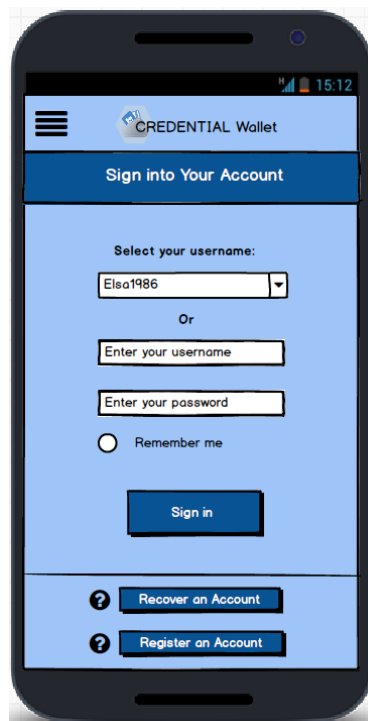 H 15:12
CREDENTIAL Wallet
Sign into Your Account
Select your username:
Elsa1986
Or
Enter your username
Enter your password
Remember me
Sign in
? Recover an Account
? Register an Account